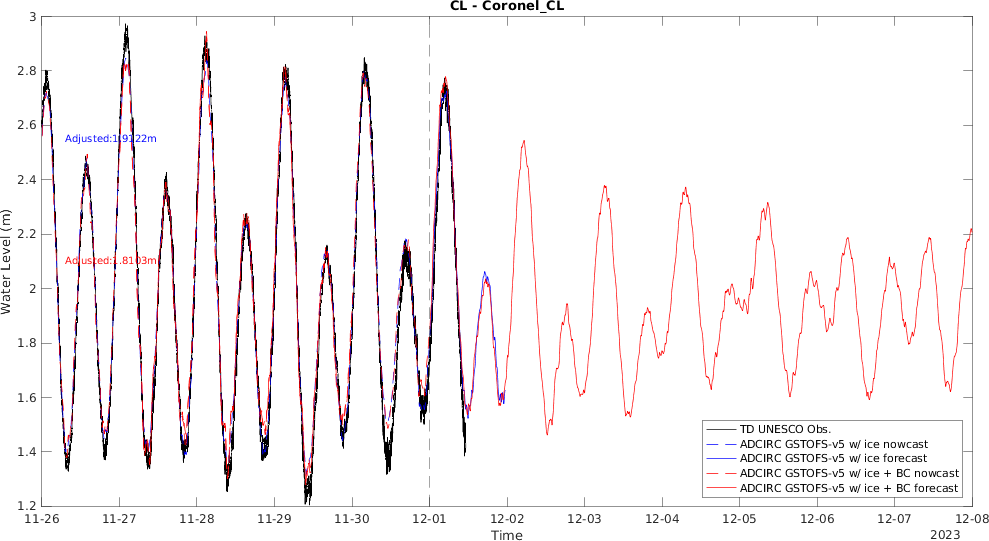 CL - Coronel_CL
3
2.8
2.6
2.4
2.2
2
1.8
1.6
1.4
1.2
Water Level (m)
Adjusted:1.9122m
Adjusted:1.8103m
TD UNESCO Obs.
ADCIRC GSTOFS-v5 w/ ice nowcast
ADCIRC GSTOFS-v5 w/ ice forecast
ADCIRC GSTOFS-v5 w/ ice + BC nowcast
ADCIRC GSTOFS-v5 w/ ice + BC forecast
11-26 11-27 11-28 11-29 11-30 12-01 12-02 12-03 12-04 12-05 12-06 12-07 12-08
Time
2023